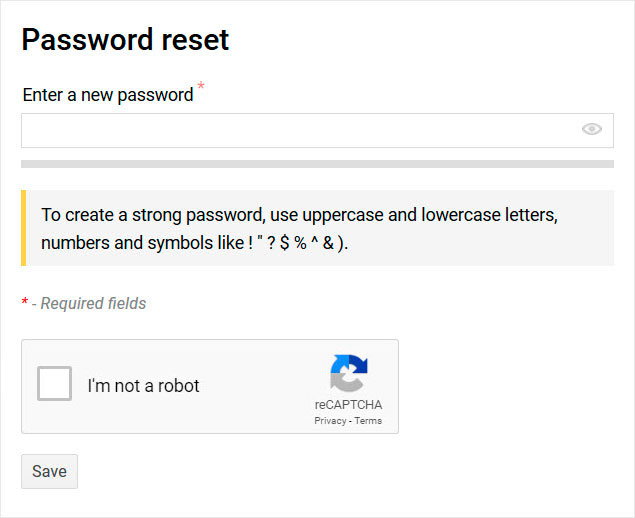 Password reset
Enter a new password *
To create a strong password, use uppercase and lowercase letters,
numbers and symbols like ! " ? $ % ^ & ).
* - Required fields
I'm not a robot
reCAPTCHA
Privacy - Terms
Save